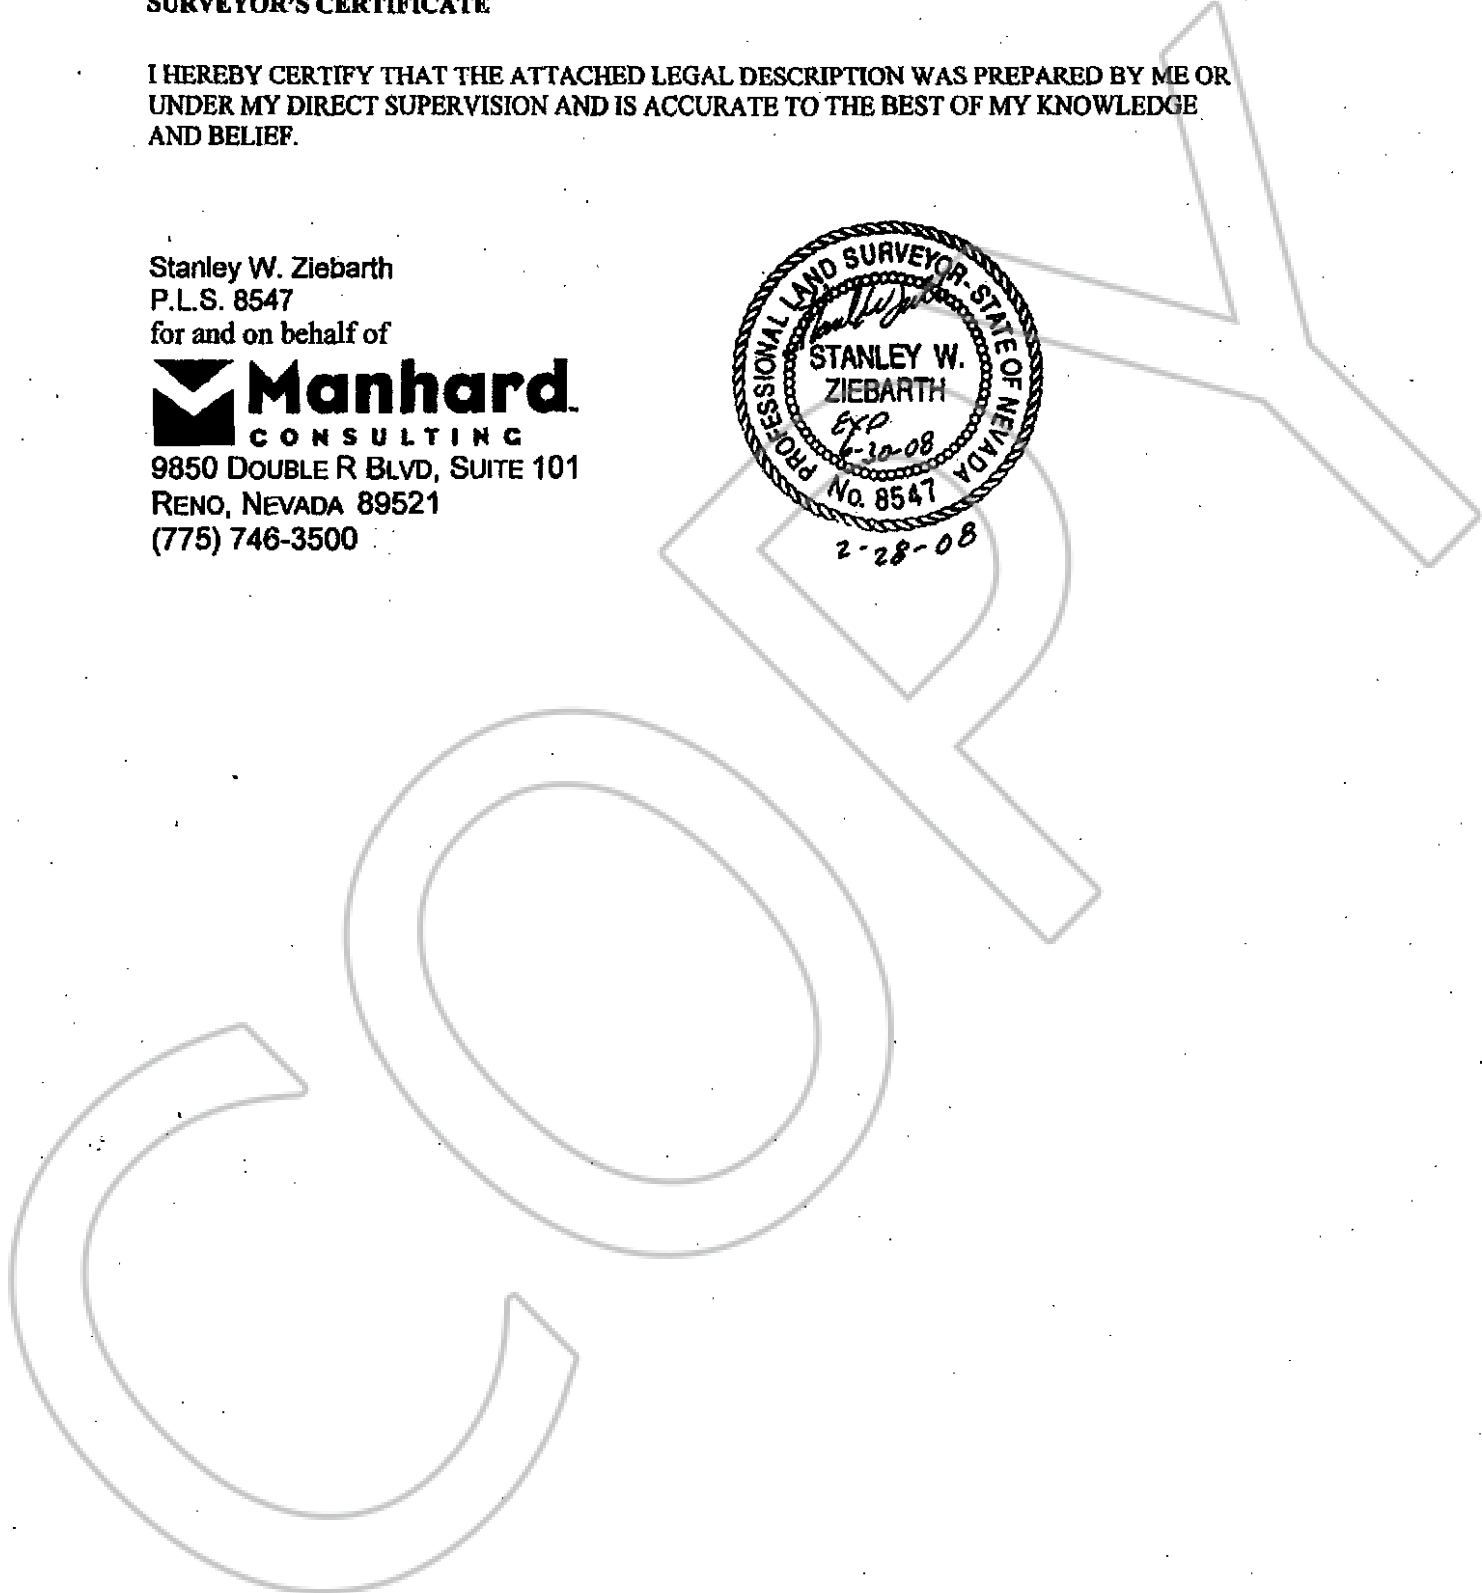 SURVEYOR'S CERTIFICATE
I HEREBY CERTIFY THAT THE ATTACHED LEGAL DESCRIPTION WAS PREPARED BY ME OR
UNDER MY DIRECT SUPERVISION AND IS ACCURATE TO THE BEST OF MY KNOWLEDGE
AND BELIEF.
Stanley W. Ziebarth
P.L.S. 8547
for and on behalf of
Manhard
CONSULTING
9850 DOUBLE R BLVD, SUITE 101
RENO, NEVADA 89521
(775) 746-3500
PROFESSIONAL LAND SURVEYOR-STATE OF NEVADA
STANLEY W.
ZIEBARTH
EXP
6-30-08
No. 8547
2-28-08
COPY